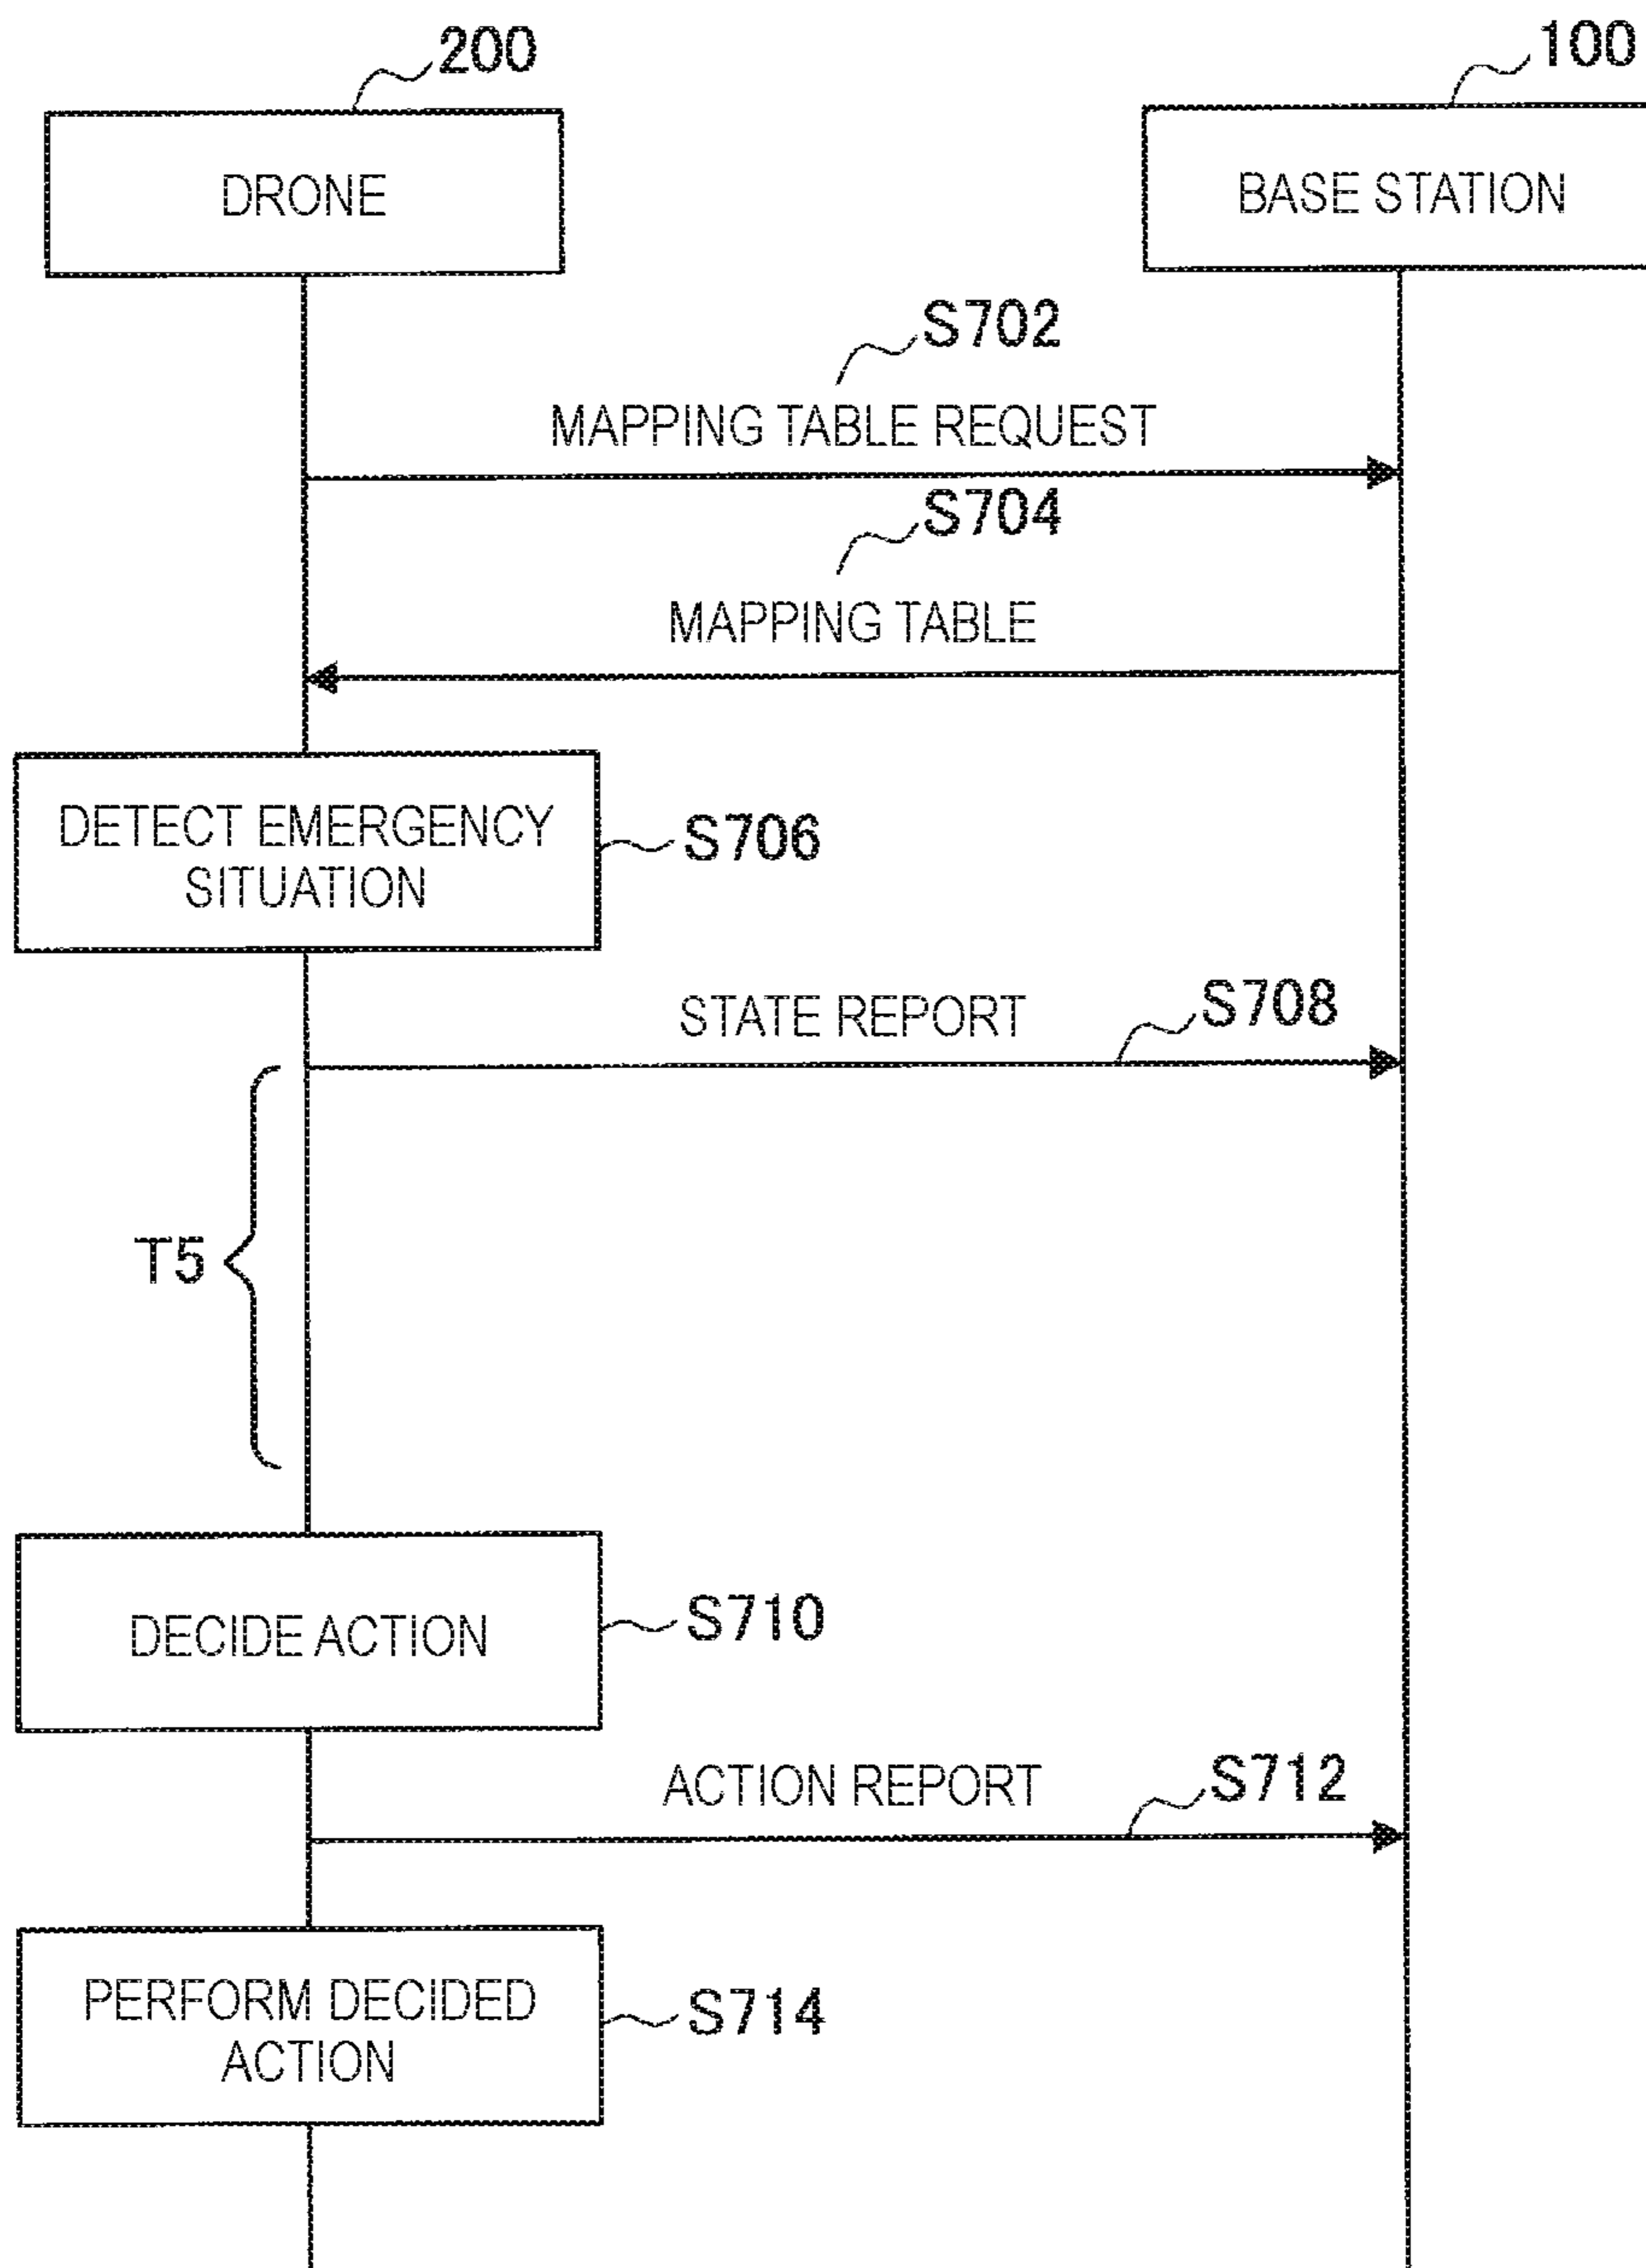 200
100
DRONE
BASE STATION
S702
MAPPING TABLE REQUEST
S704
MAPPING TABLE
DETECT EMERGENCY
SITUATION
S706
STATE REPORT
S708
T5
DECIDE ACTION
S710
ACTION REPORT
S712
PERFORM DECIDED
ACTION
S714